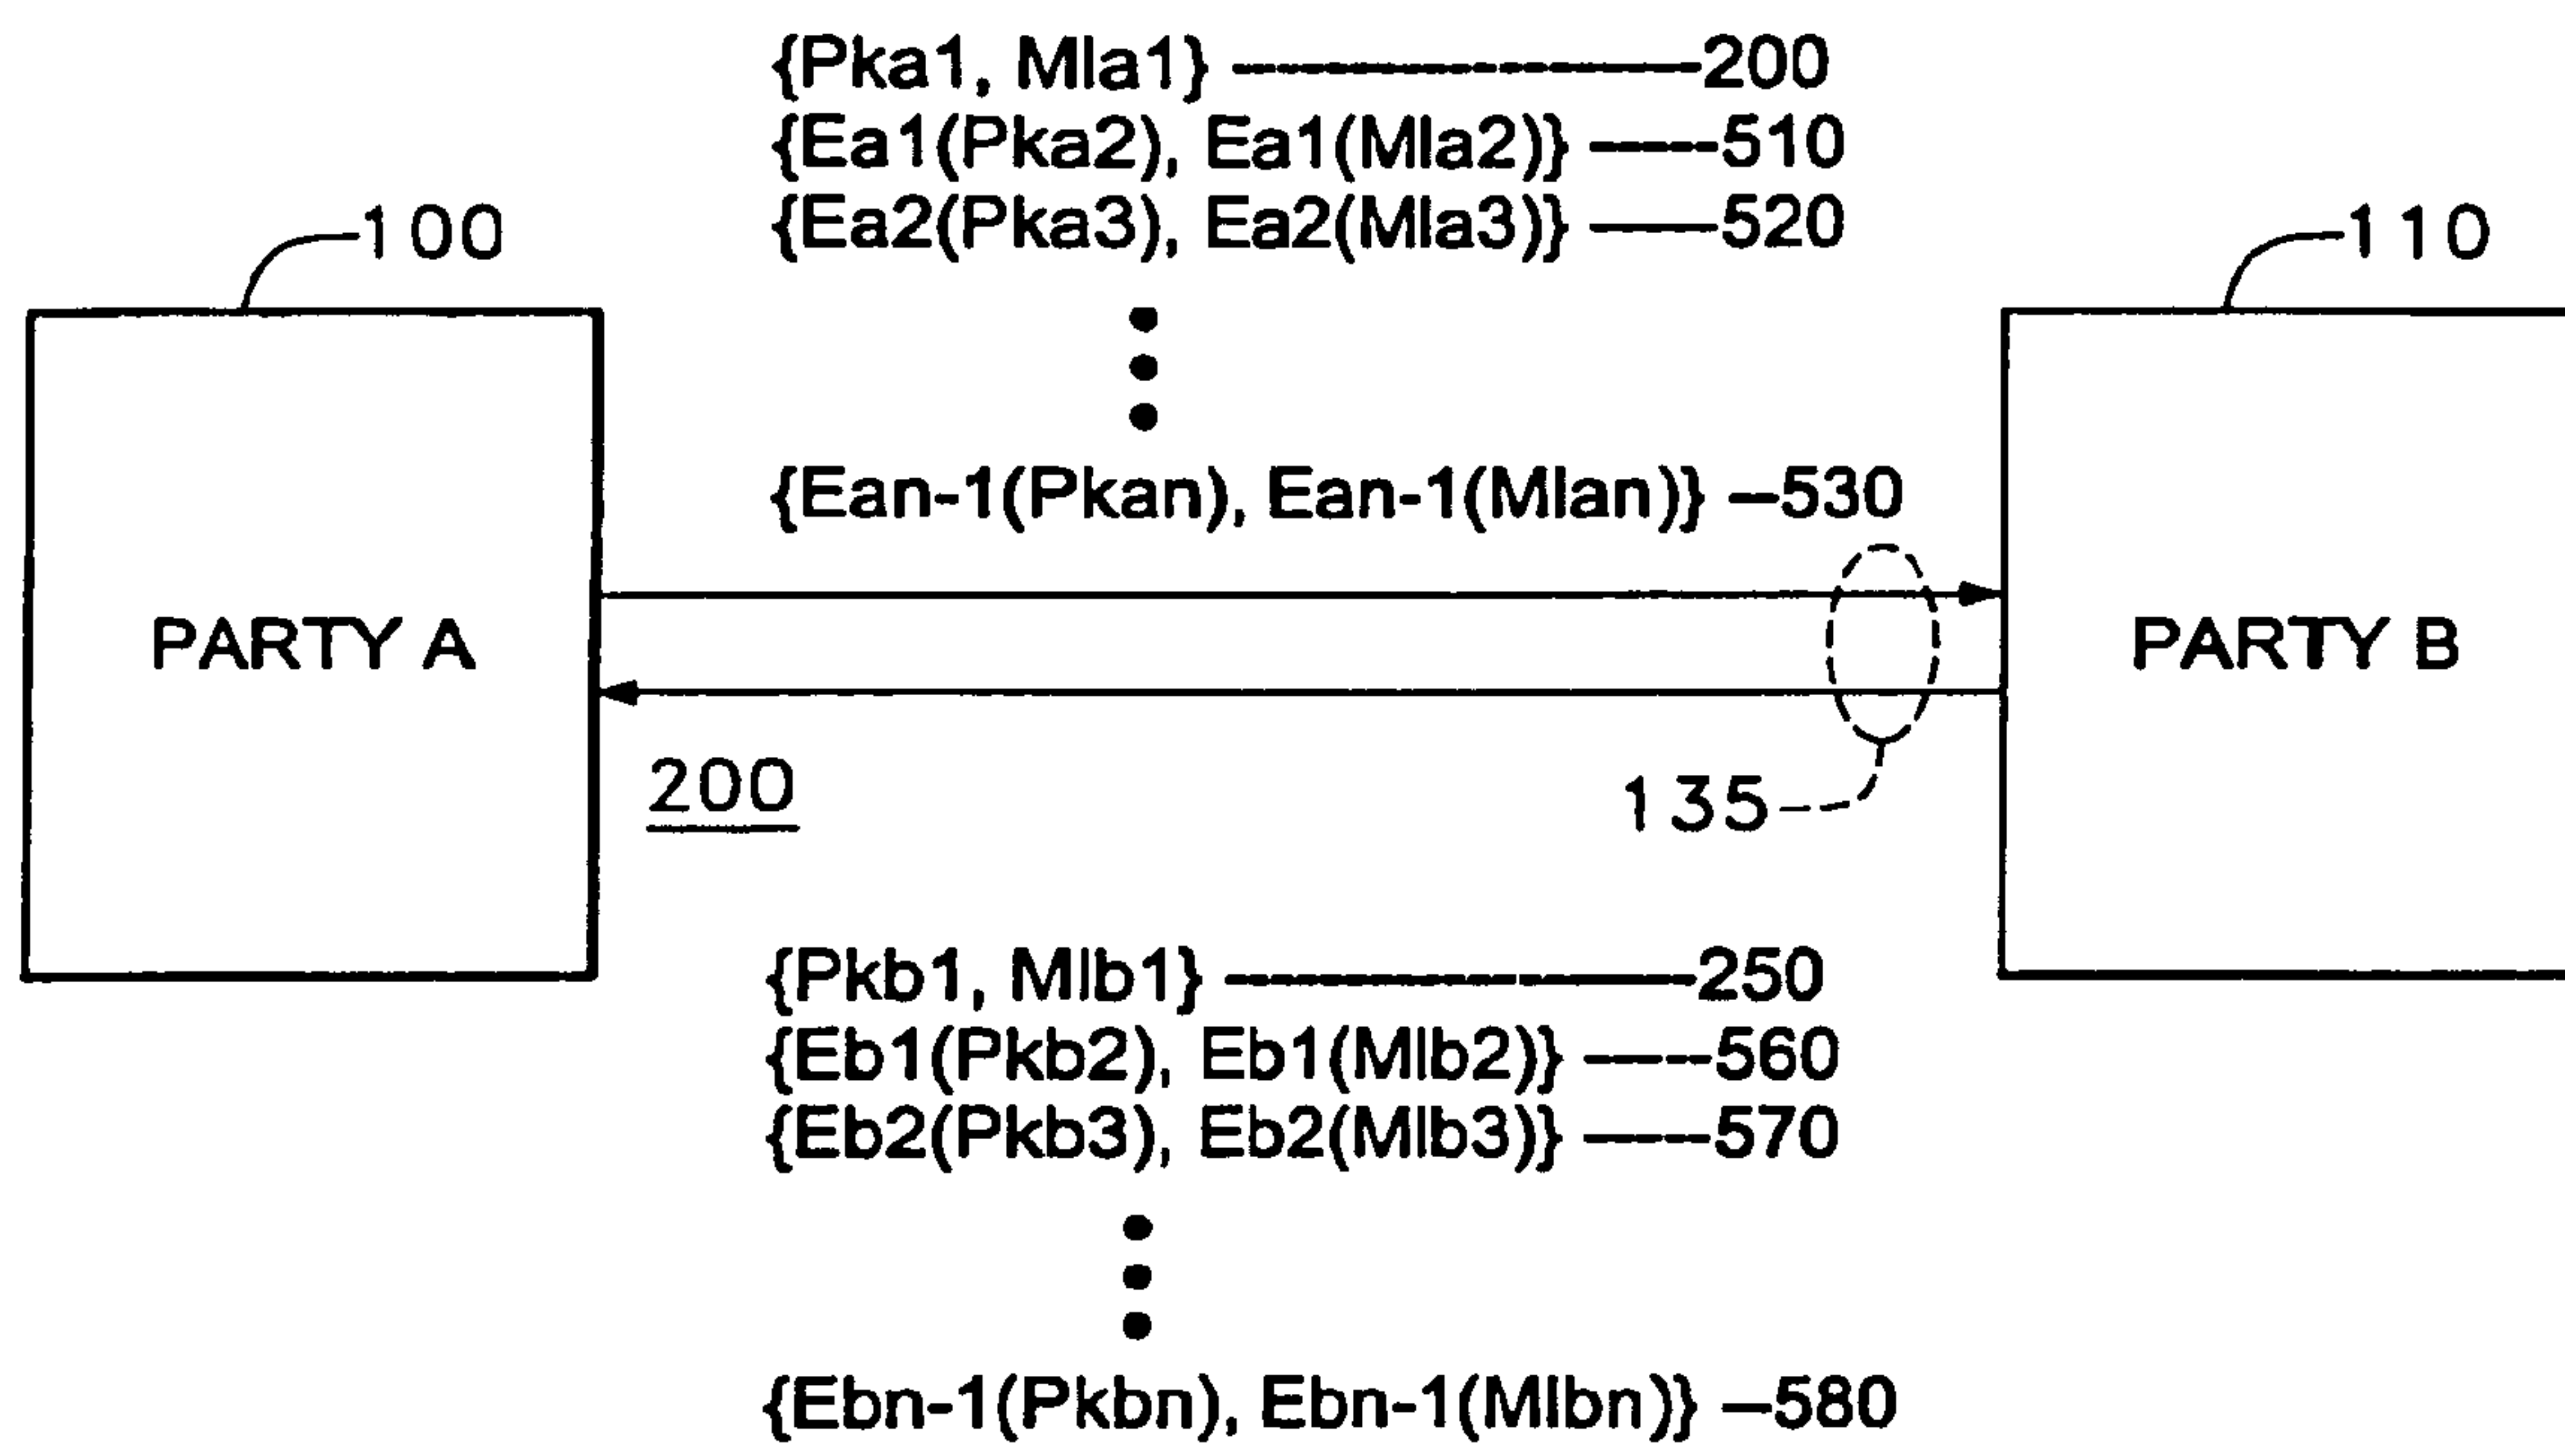 {Pka1, Mla1} 200
{Ea1(Pka2), Ea1(Mla2)} 510
{Ea2(Pka3), Ea2(Mla3)} 520
100
110
{Ean-1(Pkan), Ean-1(Mlan)} 530
PARTY A
PARTY B
200
135
{Pkb1, Mlb1} 250
{Eb1(Pkb2), Eb1(Mlb2)} 560
{Eb2(Pkb3), Eb2(Mlb3)} 570
{Ebn-1(Pkbn), Ebn-1(Mlbn)} 580